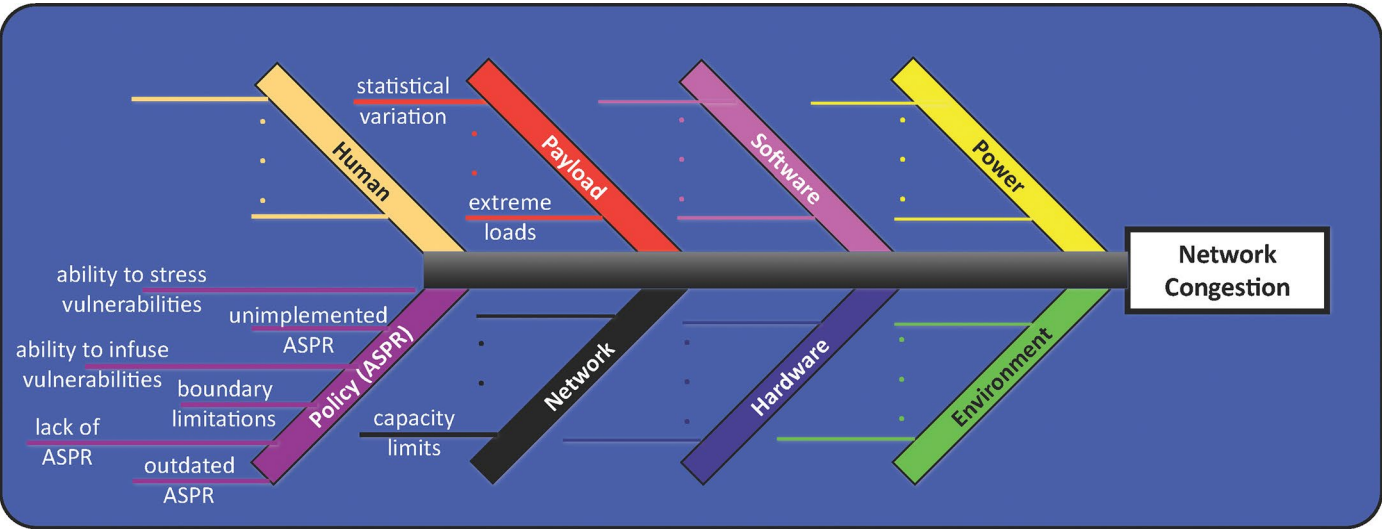 statistical
variation
Human
Payload
Software
Power
extreme
loads
Network
Congestion
ability to stress
vulnerabilities
unimplemented
ASPR
ability to infuse
vulnerabilities
boundary
limitations
lack of
ASPR
outdated
ASPR
Policy (ASPR)
capacity
limits
Network
Hardware
Environment